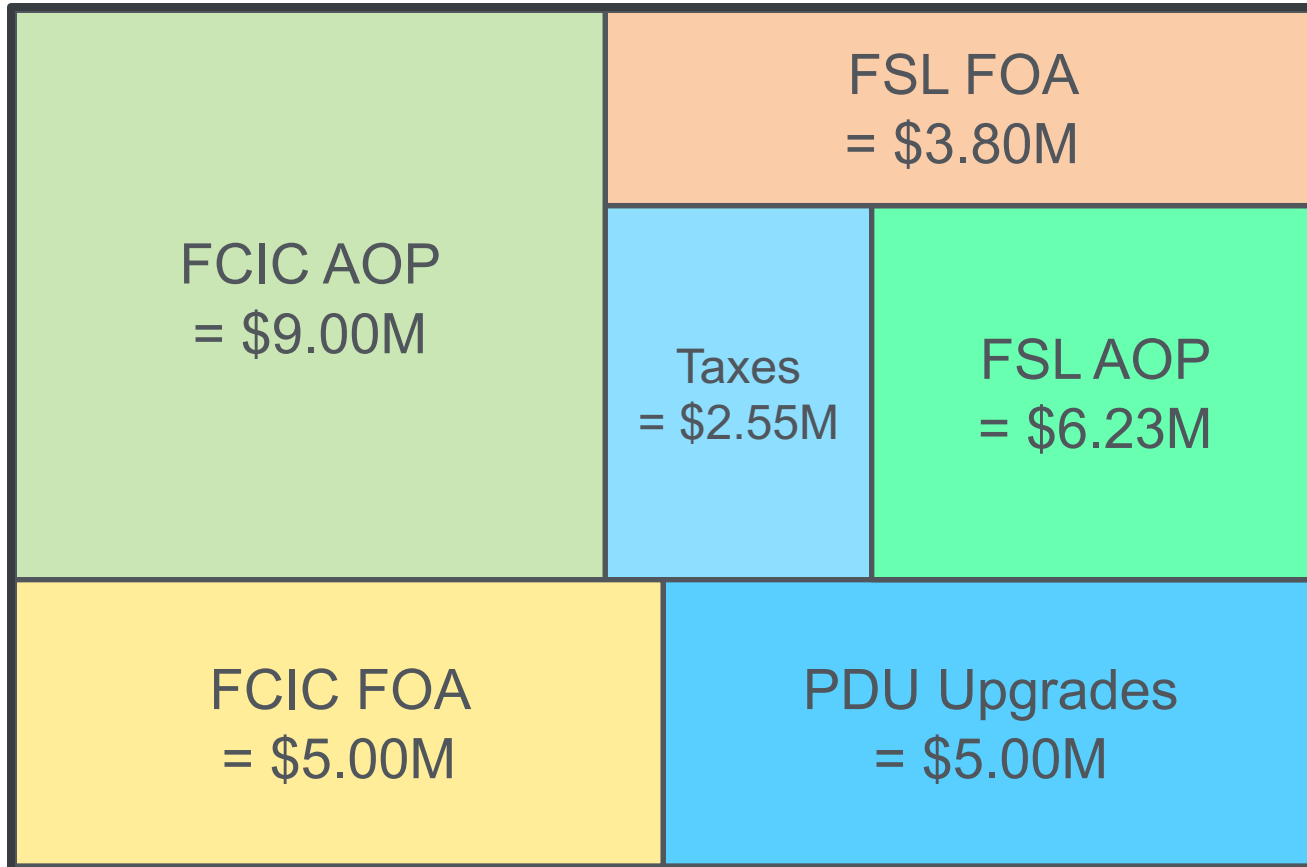 FCIC AOP
= $9.00M
FSL FOA
= $3.80M
Taxes
= $2.55M
FSL AOP
= $6.23M
FCIC FOA
= $5.00M
PDU Upgrades
= $5.00M